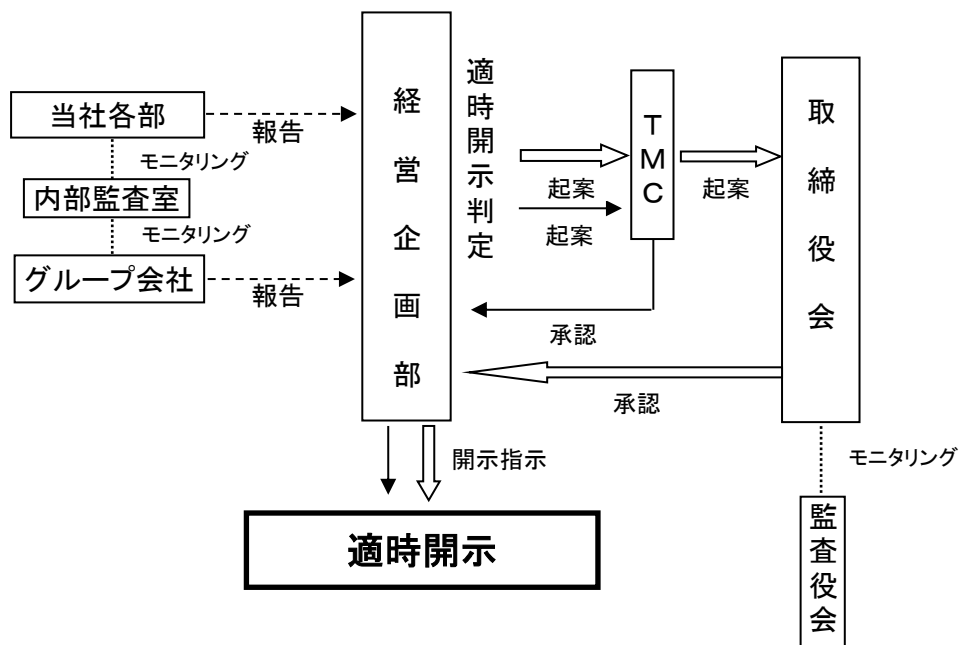 当社各部
報告
モニタリング
内部監査室
モニタリング
グループ会社
報告
経営企画部
適時開示判定
起案
起案
TMC
起案
取締役会
承認
承認
開示指示
モニタリング
適時開示
監査役会